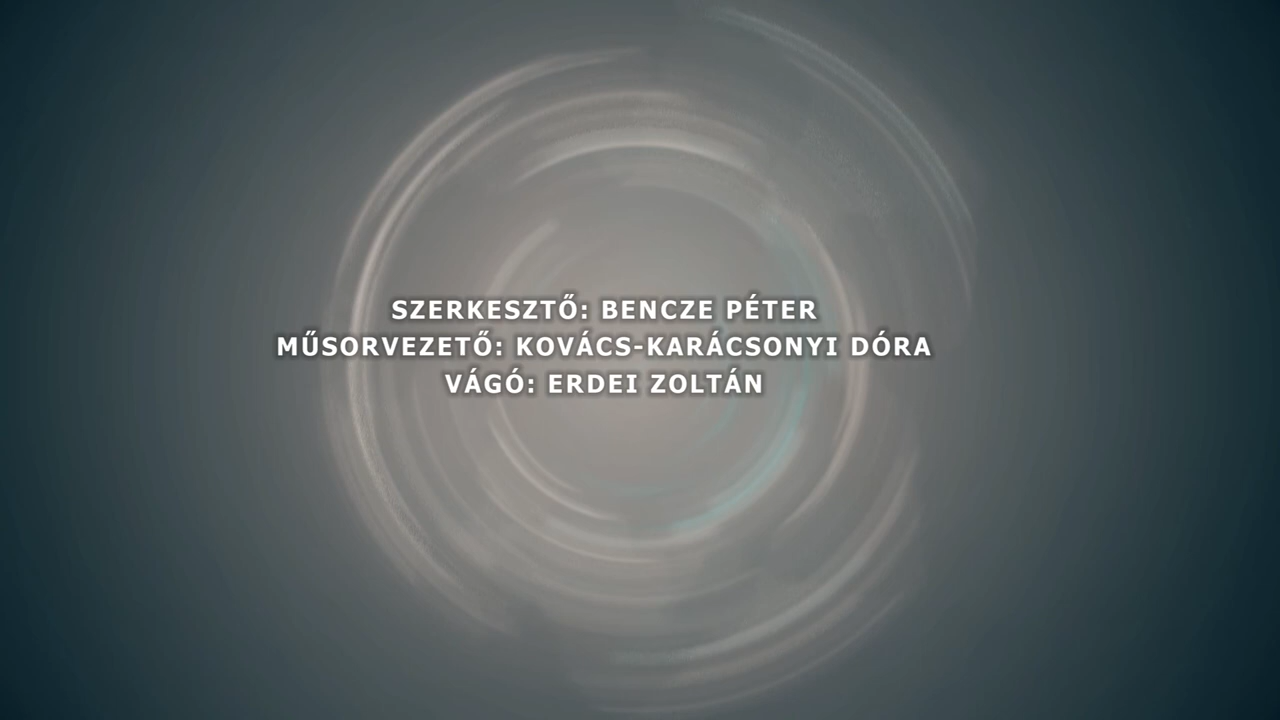 SZERKESZTŐ: BENCZE PÉTER
MŰSORVEZETŐ: KOVÁCS-KARÁCSONYI DÓRA
VÁGÓ: ERDEI ZOLTÁN